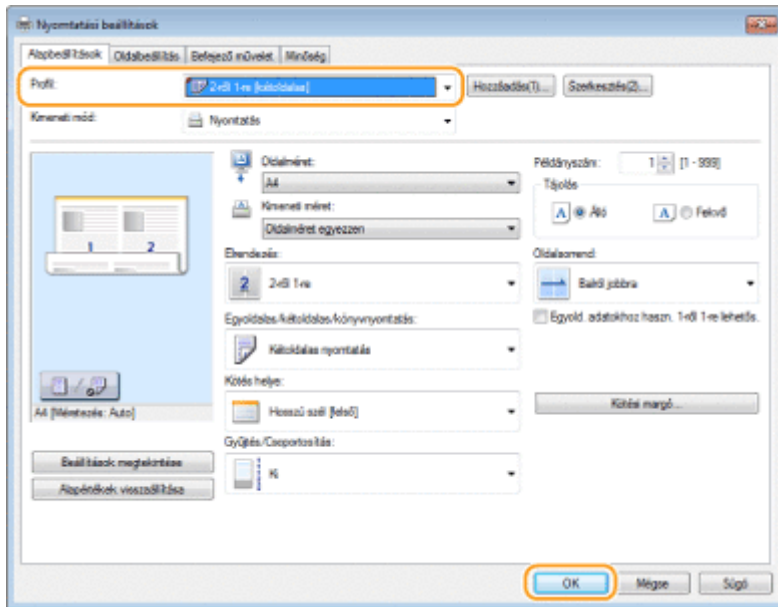 Nyomtatási beállítások
Alapbeállítások Oldalbeállítás Befejező művelet Minőség
Profil: 2-ről 1-re [kétoldalas] Hozzáadás(1)... Szerkesztés(2)...
Kimeneti mód: Nyomtatás
Oldalméret:
A4
Kimeneti méret:
Oldalméret egyezzen
Példányszám: 1 [1 - 999]
Tájolás
A Álló A Fekvő
1 2
Elrendezés:
2 2-ről 1-re
Oldalsorrend:
Balról jobbra
Egyoldalas/kétoldalas/könyvnyomtatás:
Kétoldalas nyomtatás
Egyold. adatokhoz haszn. 1-ről 1-re lehetős.
Kötés helye:
Hosszú szél [felső]
Kötési margó...
A4 [Méretezés: Auto]
Gyűjtés/Csoportosítás:
Ki
Beállítások megtekintése
Alapértékek visszaállítása
OK Mégse Súgó